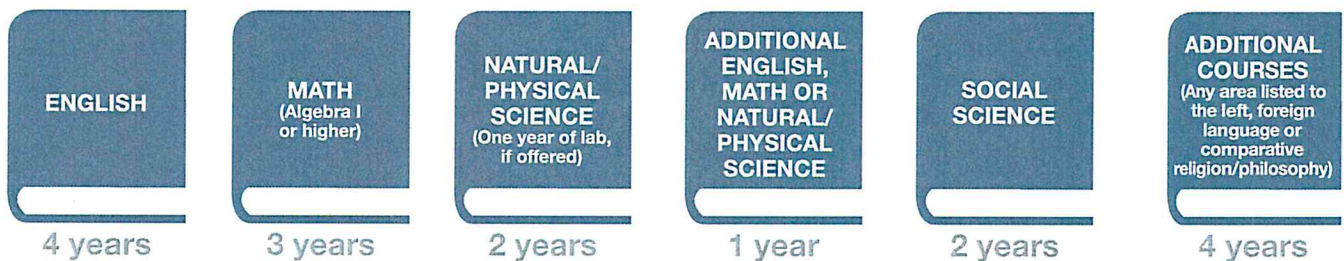 ENGLISH
4 years
MATH
(Algebra I
or higher)
3 years
NATURAL/
PHYSICAL
SCIENCE
(One year of lab,
if offered)
2 years
ADDITIONAL
ENGLISH,
MATH OR
NATURAL/
PHYSICAL
SCIENCE
1 year
SOCIAL
SCIENCE
2 years
ADDITIONAL
COURSES
(Any area listed to
the left, foreign
language or
comparative
religion/philosophy)
4 years